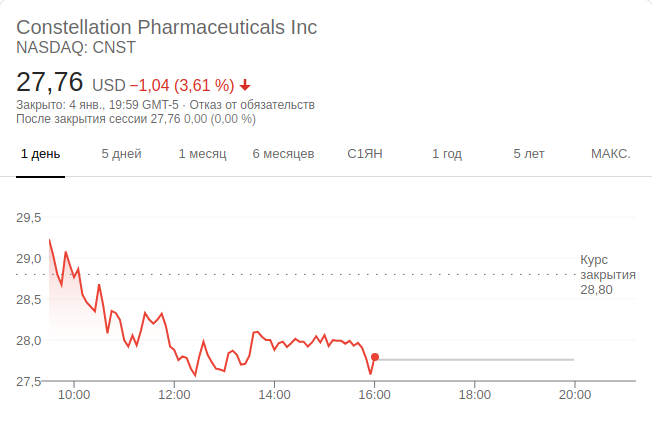 Constellation Pharmaceuticals Inc
NASDAQ: CNST
27,76 USD −1,04 (3,61 %)
Закрыто: 4 янв., 19:59 GMT-5 · Отказ от обязательств
После закрытия сессии 27,76 0,00 (0,00 %)
1 день 5 дней 1 месяц 6 месяцев С1ЯН 1 год 5 лет МАКС.
29,5
29,0
28,5
28,0
27,5
Курс
закрытия
28,80
10:00 12:00 14:00 16:00 18:00 20:00